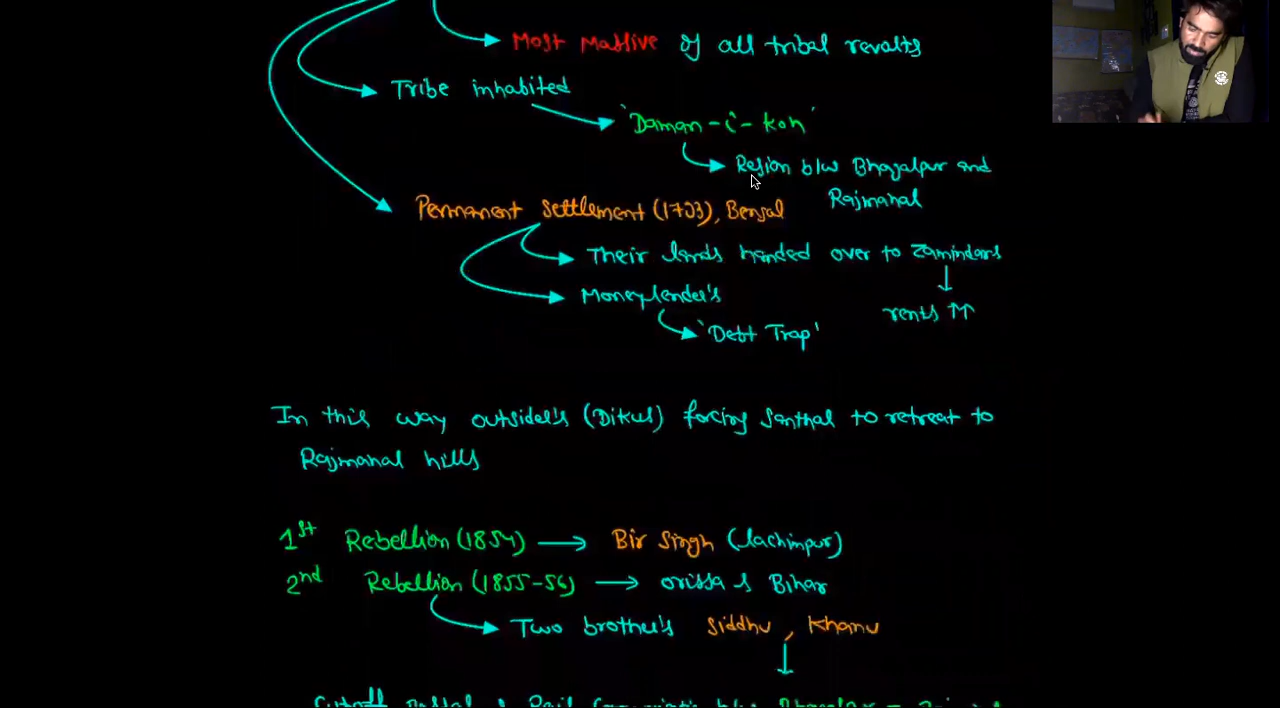 Most Massive of all tribal revolts
Tribe inhabited
'Daman-i-koh'
Region b/w Bhagalpur and
Rajmahal
Permanent Settlement (1793), Bengal
Their lands handed over to Zamindars
Moneylender's
rents ↑↑
'Debt Trap'
In this way outsider's (Dikus) forcing Santhal to retreat to
Rajmahal hills
1st Rebellion (1854) → Bir Singh (lachimpur)
2nd Rebellion (1855-56) → orissa & Bihar
Two brother's Siddhu, Khanu